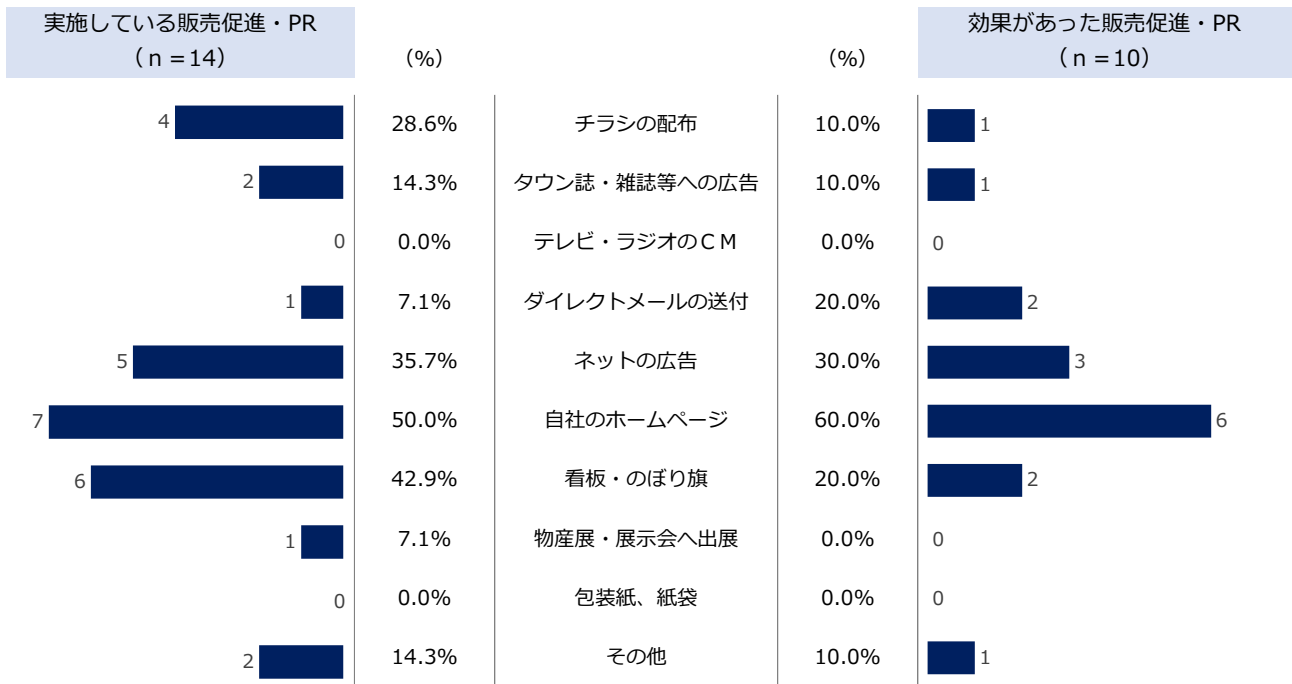 実施している販売促進・PR
（ｎ＝14）
（%）
（%）
効果があった販売促進・PR
（ｎ＝10）
4 28.6% チラシの配布 10.0% 1
2 14.3% タウン誌・雑誌等への広告 10.0% 1
0 0.0% テレビ・ラジオのＣＭ 0.0% 0
1 7.1% ダイレクトメールの送付 20.0% 2
5 35.7% ネットの広告 30.0% 3
7 50.0% 自社のホームページ 60.0% 6
6 42.9% 看板・のぼり旗 20.0% 2
1 7.1% 物産展・展示会へ出展 0.0% 0
0 0.0% 包装紙、紙袋 0.0% 0
2 14.3% その他 10.0% 1